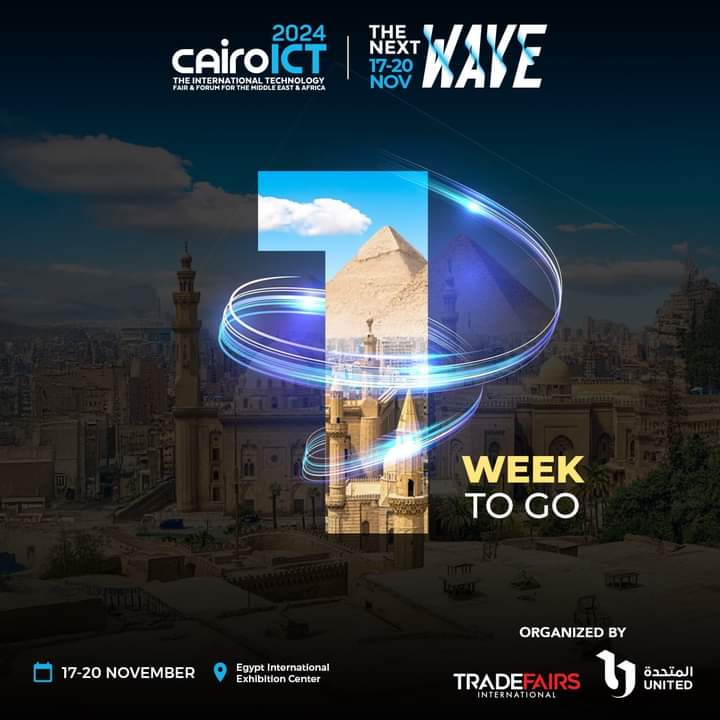 2024
cairoICT
THE INTERNATIONAL TECHNOLOGY
FAIR & FORUM FOR THE MIDDLE EAST & AFRICA
THE
NEXT
17-20
NOV
WAVE
1
WEEK
TO GO
ORGANIZED BY
17-20 NOVEMBER
Egypt International
Exhibition Center
TRADEFAIRS
INTERNATIONAL
المتحدة
UNITED